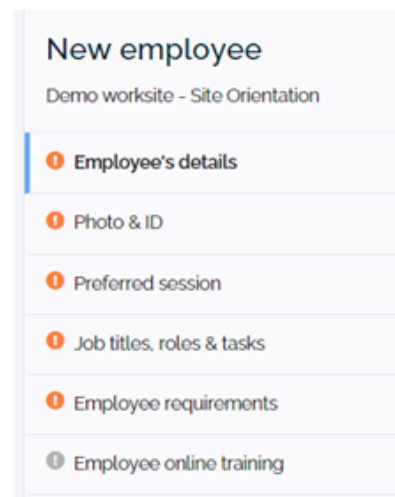 New employee
Demo worksite - Site Orientation
Employee's details
Photo & ID
Preferred session
Job titles, roles & tasks
Employee requirements
Employee online training